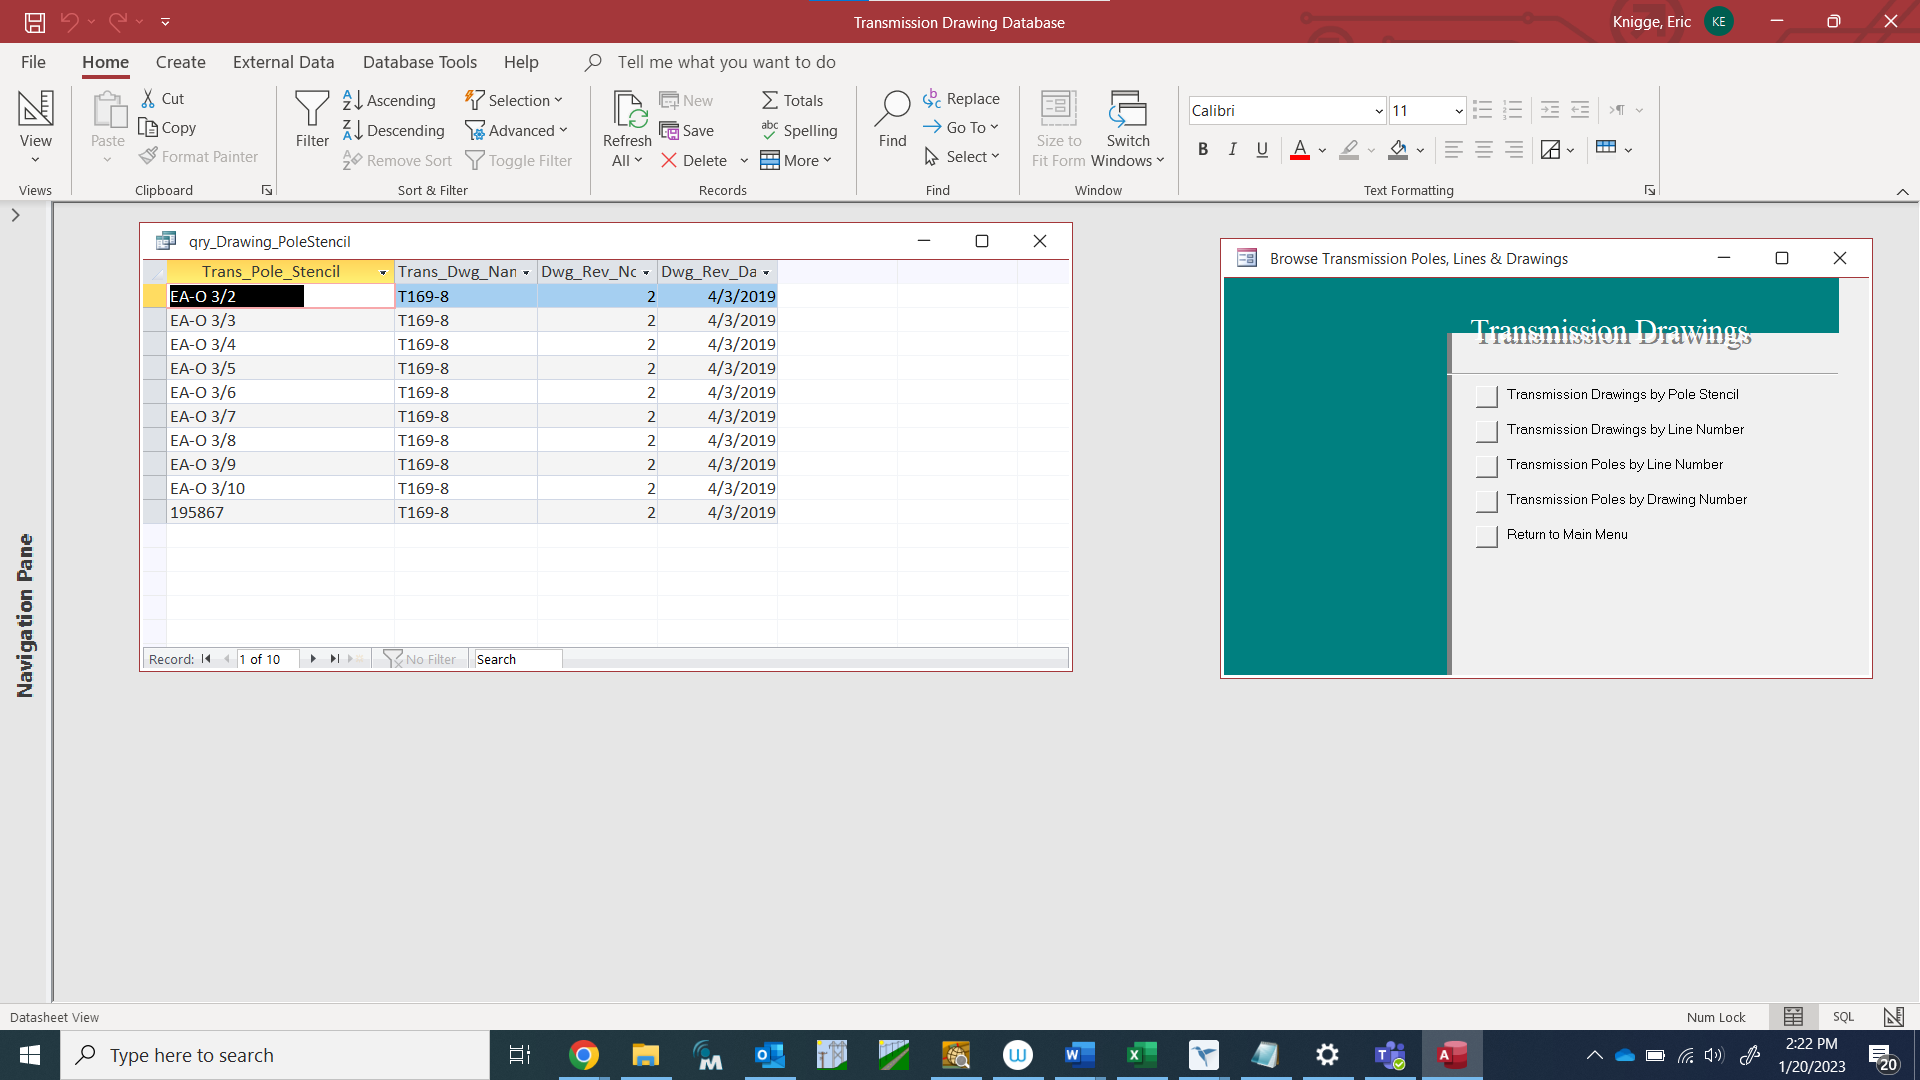 Transmission Drawing Database
Knigge, Eric KE
File Home Create External Data Database Tools Help Tell me what you want to do
View
Views
Paste
Cut
Copy
Format Painter
Clipboard
Filter
Ascending
Descending
Remove Sort
Selection
Advanced
Toggle Filter
Sort & Filter
Refresh
All
New
Save
Delete
Totals
Spelling
More
Records
Find
Replace
Go To
Select
Find
Size to
Fit Form
Switch
Windows
Window
Calibri 11
B I U
Text Formatting
Navigation Pane
qry_Drawing_PoleStencil
Trans_Pole_Stencil Trans_Dwg_Nan Dwg_Rev_Nc Dwg_Rev_Da
EA-O 3/2 T169-8 2 4/3/2019
EA-O 3/3 T169-8 2 4/3/2019
EA-O 3/4 T169-8 2 4/3/2019
EA-O 3/5 T169-8 2 4/3/2019
EA-O 3/6 T169-8 2 4/3/2019
EA-O 3/7 T169-8 2 4/3/2019
EA-O 3/8 T169-8 2 4/3/2019
EA-O 3/9 T169-8 2 4/3/2019
EA-O 3/10 T169-8 2 4/3/2019
195867 T169-8 2 4/3/2019
Record: 1 of 10 No Filter Search
Browse Transmission Poles, Lines & Drawings
Transmission Drawings
Transmission Drawings by Pole Stencil
Transmission Drawings by Line Number
Transmission Poles by Line Number
Transmission Poles by Drawing Number
Return to Main Menu
Datasheet View
Num Lock
SQL
Type here to search
2:22 PM
1/20/2023
20